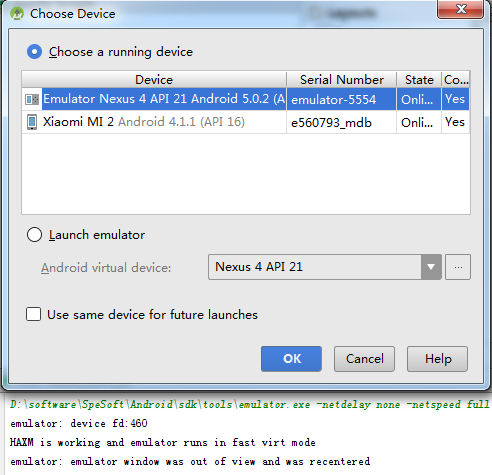 Choose Device
Choose a running device
Device Serial Number State Co...
Emulator Nexus 4 API 21 Android 5.0.2 (A emulator-5554 Onli... Yes
Xiaomi MI 2 Android 4.1.1 (API 16) e560793_mdb Onli... Yes
Launch emulator
Android virtual device: Nexus 4 API 21 ...
Use same device for future launches
OK Cancel Help
D:\software\SpeSoft\Android\sdk\tools\emulator.exe -netdelay none -netspeed full
emulator: device fd:460
HAXM is working and emulator runs in fast virt mode
emulator: emulator window was out of view and was recentered